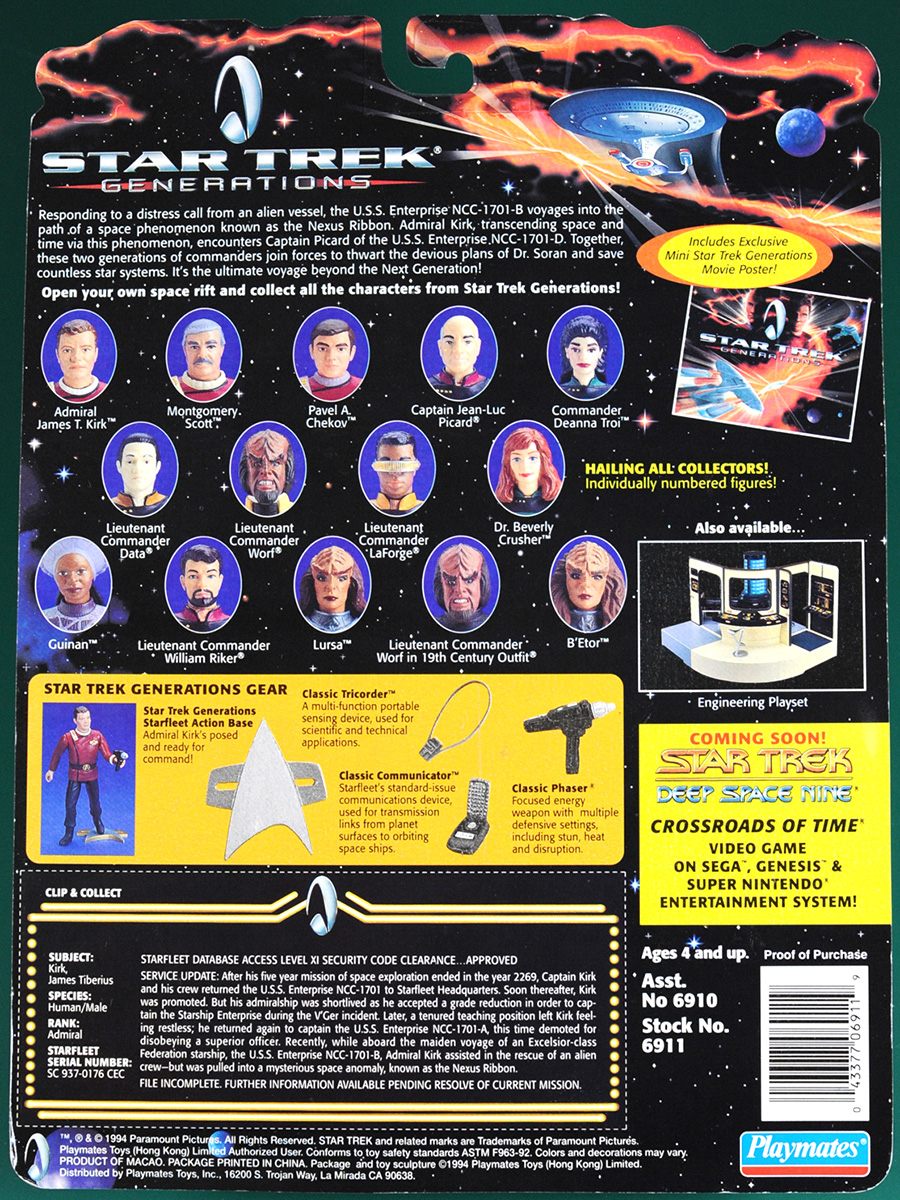 STAR TREK®
GENERATIONS
Responding to a distress call from an alien vessel, the U.S.S. Enterprise NCC-1701-B voyages into the
path of a space phenomenon known as the Nexus Ribbon. Admiral Kirk, transcending space and
time via this phenomenon, encounters Captain Picard of the U.S.S. Enterprise NCC-1701-D. Together,
these two generations of commanders join forces to thwart the devious plans of Dr. Soran and save
countless star systems. It's the ultimate voyage beyond the Next Generation!
Open your own space rift and collect all the characters from Star Trek Generations!
Includes Exclusive
Mini Star Trek Generations
Movie Poster!
STAR TREK
GENERATIONS
Admiral
James T. Kirk™
Montgomery
Scott™
Pavel A.
Chekov™
Captain Jean-Luc
Picard®
Commander
Deanna Troi™
Lieutenant
Commander
Data®
Lieutenant
Commander
Worf®
Lieutenant
Commander
LaForge®
Dr. Beverly
Crusher™
HAILING ALL COLLECTORS!
Individually numbered figures!
Guinan™
Lieutenant Commander
William Riker®
Lursa™
Lieutenant Commander
Worf in 19th Century Outfit®
B'Etor™
Also available...
Engineering Playset
STAR TREK GENERATIONS GEAR
Star Trek Generations
Starfleet Action Base
Admiral Kirk's posed
and ready for
command!
Classic Tricorder™
A multi-function portable
sensing device, used for
scientific and technical
applications.
Classic Communicator™
Starfleet's standard-issue
communications device,
used for transmission
links from planet
surfaces to orbiting
space ships.
Classic Phaser*
Focused energy
weapon with multiple
defensive settings,
including stun, heat
and disruption.
COMING SOON!
STAR TREK
DEEP SPACE NINE*
CROSSROADS OF TIME*
VIDEO GAME
ON SEGA™, GENESIS™ &
SUPER NINTENDO*
ENTERTAINMENT SYSTEM!
CLIP & COLLECT
SUBJECT:
Kirk,
James Tiberius
SPECIES:
Human/Male
RANK:
Admiral
STARFLEET
SERIAL NUMBER:
SC 937-0176 CEC
STARFLEET DATABASE ACCESS LEVEL XI SECURITY CODE CLEARANCE...APPROVED
SERVICE UPDATE: After his five year mission of space exploration ended in the year 2269, Captain Kirk
and his crew returned the U.S.S. Enterprise NCC-1701 to Starfleet Headquarters. Soon thereafter, Kirk
was promoted. But his admiralship was shortlived as he accepted a grade reduction in order to cap-
tain the Starship Enterprise during the V'Ger incident. Later, a tenured teaching position left Kirk feel-
ing restless; he returned again to captain the U.S.S. Enterprise NCC-1701-A, this time demoted for
disobeying a superior officer. Recently, while aboard the maiden voyage of an Excelsior-class
Federation starship, the U.S.S. Enterprise NCC-1701-B, Admiral Kirk assisted in the rescue of an alien
crew–but was pulled into a mysterious space anomaly, known as the Nexus Ribbon.
FILE INCOMPLETE. FURTHER INFORMATION AVAILABLE PENDING RESOLVE OF CURRENT MISSION.
Ages 4 and up.
Proof of Purchase
Asst.
No 6910
Stock No.
6911
0 43377 06911 9
™, ® & © 1994 Paramount Pictures. All Rights Reserved. STAR TREK and related marks are Trademarks of Paramount Pictures.
Playmates Toys (Hong Kong) Limited Authorized User. Conforms to toy safety standards ASTM F963-92. Colors and decorations may vary.
PRODUCT OF MACAO. PACKAGE PRINTED IN CHINA. Package and toy sculpture ©1994 Playmates Toys (Hong Kong) Limited.
Distributed by Playmates Toys, Inc., 16200 S. Trojan Way, La Mirada CA 90638.
Playmates®